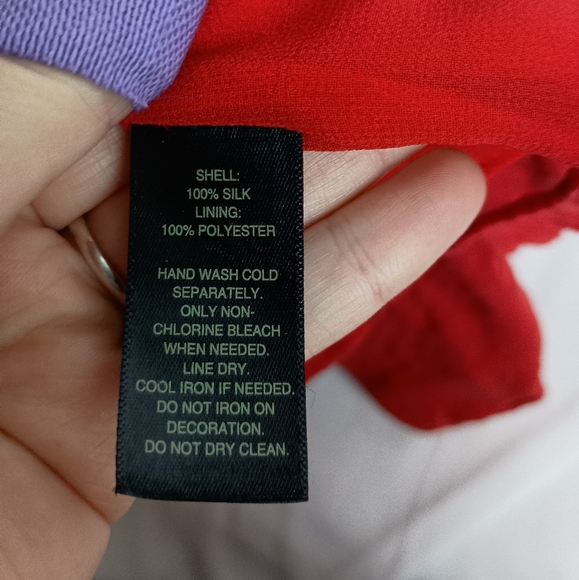 SHELL:
100% SILK
LINING:
100% POLYESTER
HAND WASH COLD
SEPARATELY.
ONLY NON-
CHLORINE BLEACH
WHEN NEEDED.
LINE DRY.
COOL IRON IF NEEDED.
DO NOT IRON ON
DECORATION.
DO NOT DRY CLEAN.